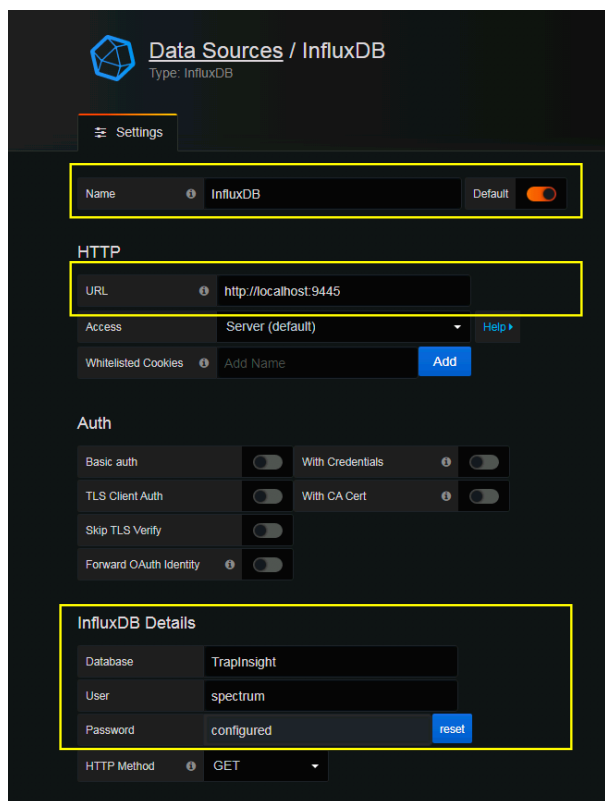 Data Sources / InfluxDB
Type: InfluxDB
Settings
Name InfluxDB Default
HTTP
URL http://localhost:9445
Access Server (default) Help
Whitelisted Cookies Add Name Add
Auth
Basic auth With Credentials
TLS Client Auth With CA Cert
Skip TLS Verify
Forward OAuth Identity
InfluxDB Details
Database TrapInsight
User spectrum
Password configured reset
HTTP Method GET